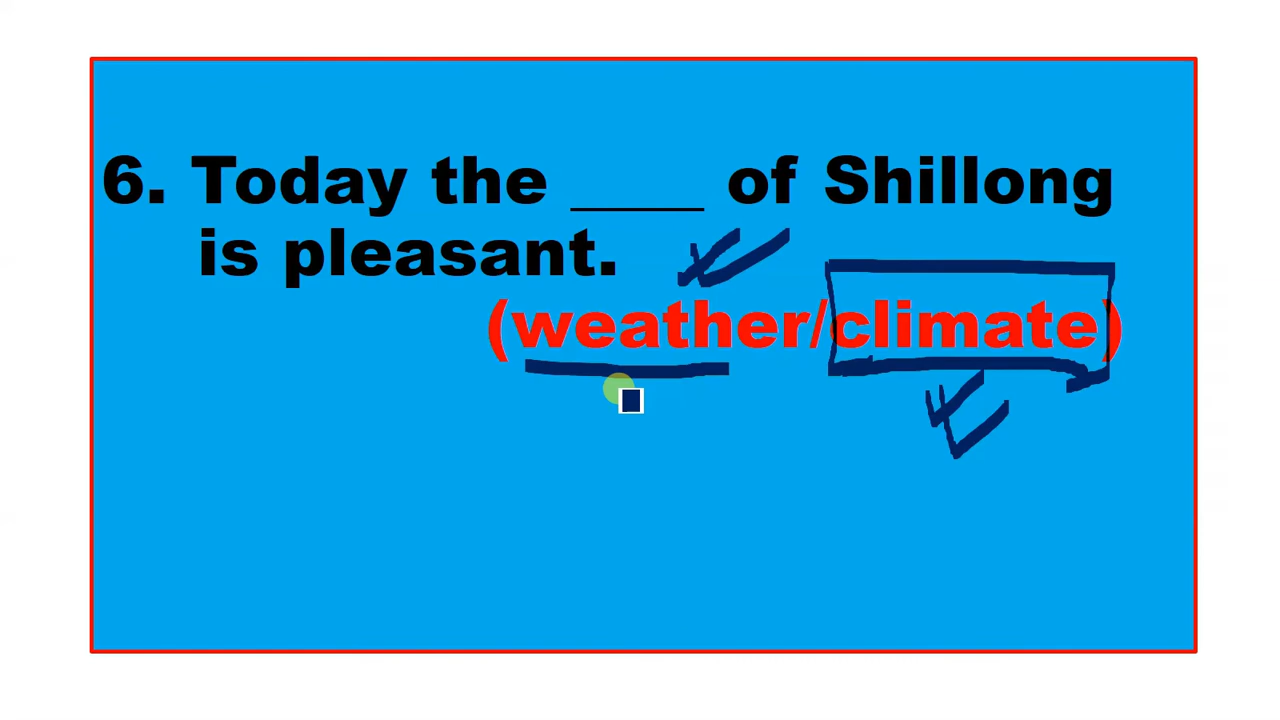 6. Today the ____ of Shillong
is pleasant.
(weather/climate)